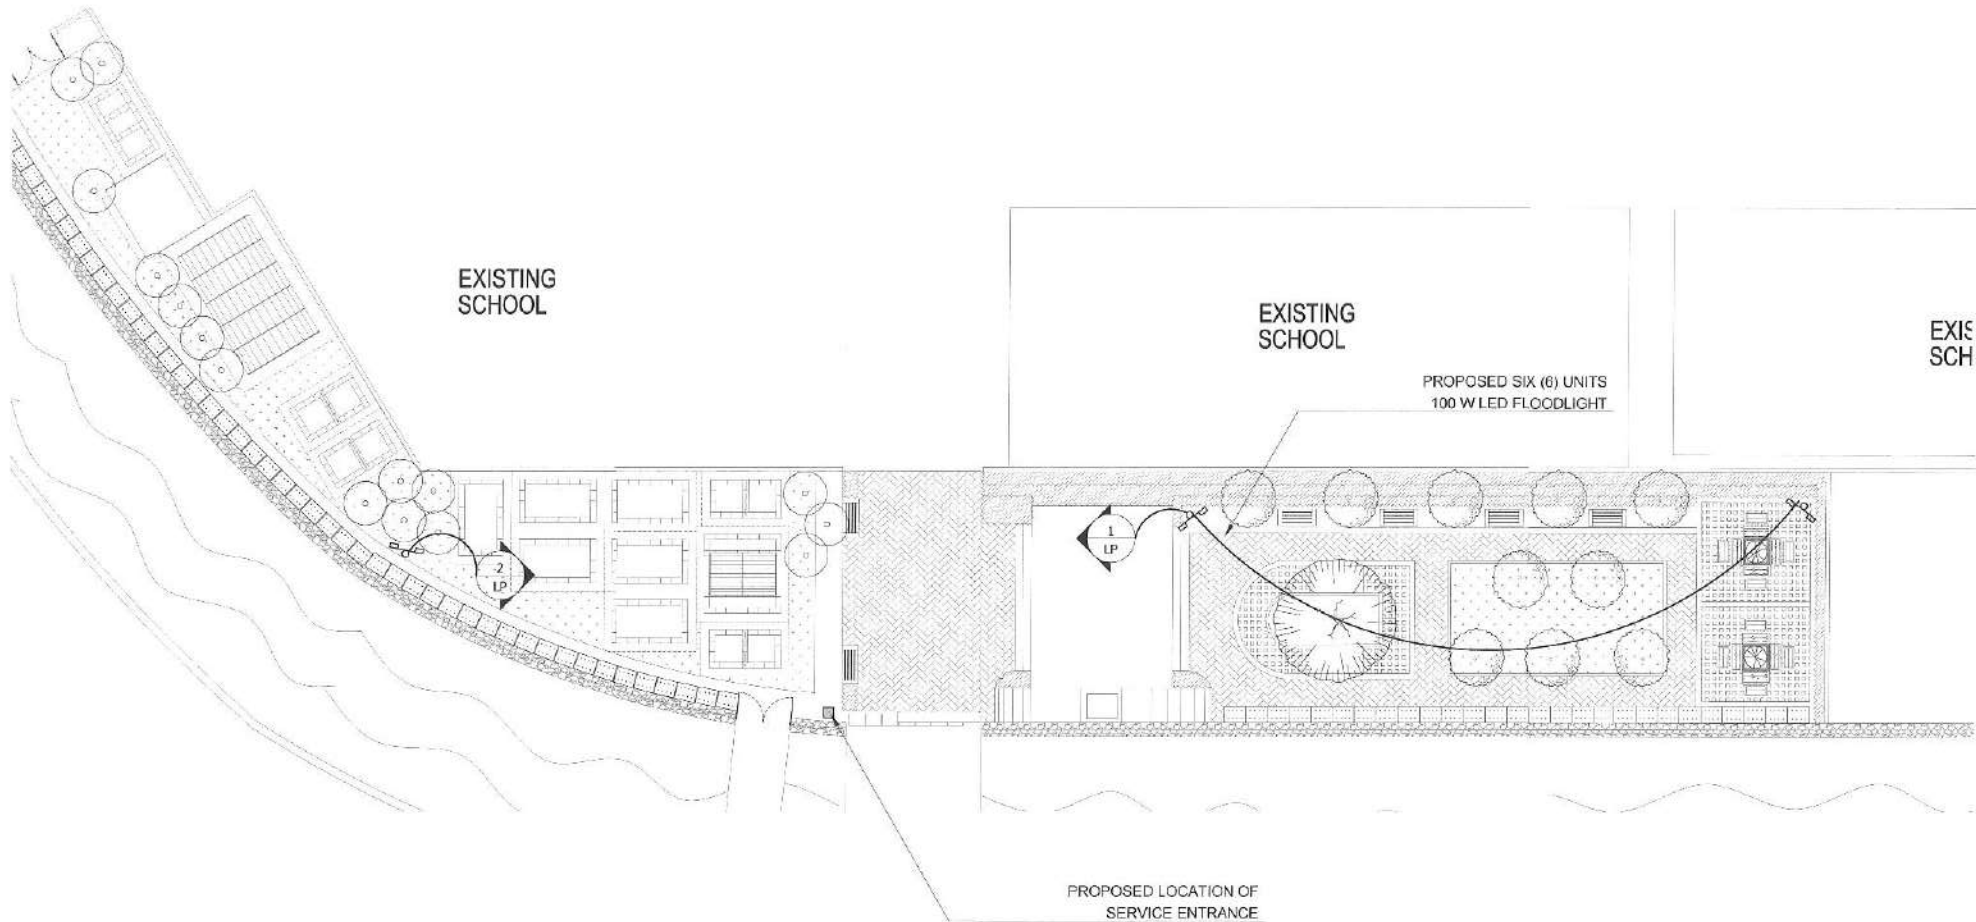 EXISTING
SCHOOL
EXISTING
SCHOOL
EXIS
SCH
PROPOSED SIX (6) UNITS
100 W LED FLOODLIGHT
1
LP
2
LP
PROPOSED LOCATION OF
SERVICE ENTRANCE